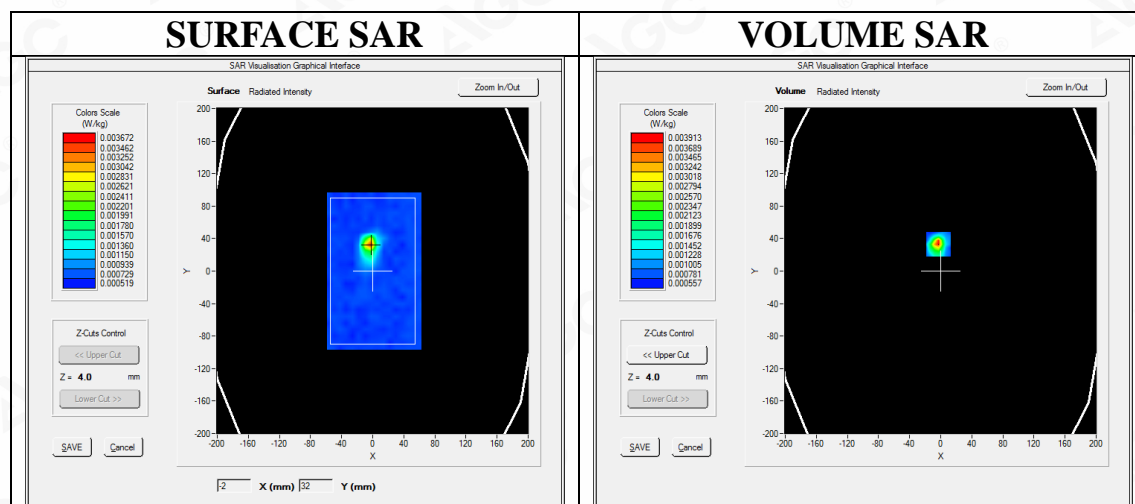 SURFACE SAR
SAR Visualisation Graphical Interface
Surface Radiated Intensity
Zoom In/Out
Colors Scale
(W/kg)
0.003672
0.003462
0.003252
0.003042
0.002831
0.002621
0.002411
0.002201
0.001991
0.001780
0.001570
0.001360
0.001150
0.000939
0.000729
0.000519
Z-Cuts Control
<< Upper Cut
Z = 4.0 mm
Lower Cut >>
SAVE Cancel
200
160
120
80
40
0
-40
-80
-120
-160
-200
Y
-200 -160 -120 -80 -40 0 40 80 120 160 200
X
-2 X (mm) 32 Y (mm)
VOLUME SAR
SAR Visualisation Graphical Interface
Volume Radiated Intensity
Zoom In/Out
Colors Scale
(W/kg)
0.003913
0.003689
0.003465
0.003242
0.003018
0.002794
0.002570
0.002347
0.002123
0.001899
0.001676
0.001452
0.001228
0.001005
0.000781
0.000557
Z-Cuts Control
<< Upper Cut
Z = 4.0 mm
Lower Cut >>
SAVE Cancel
200
160
120
80
40
0
-40
-80
-120
-160
-200
Y
-200 -160 -120 -80 -40 0 40 80 120 160 200
X